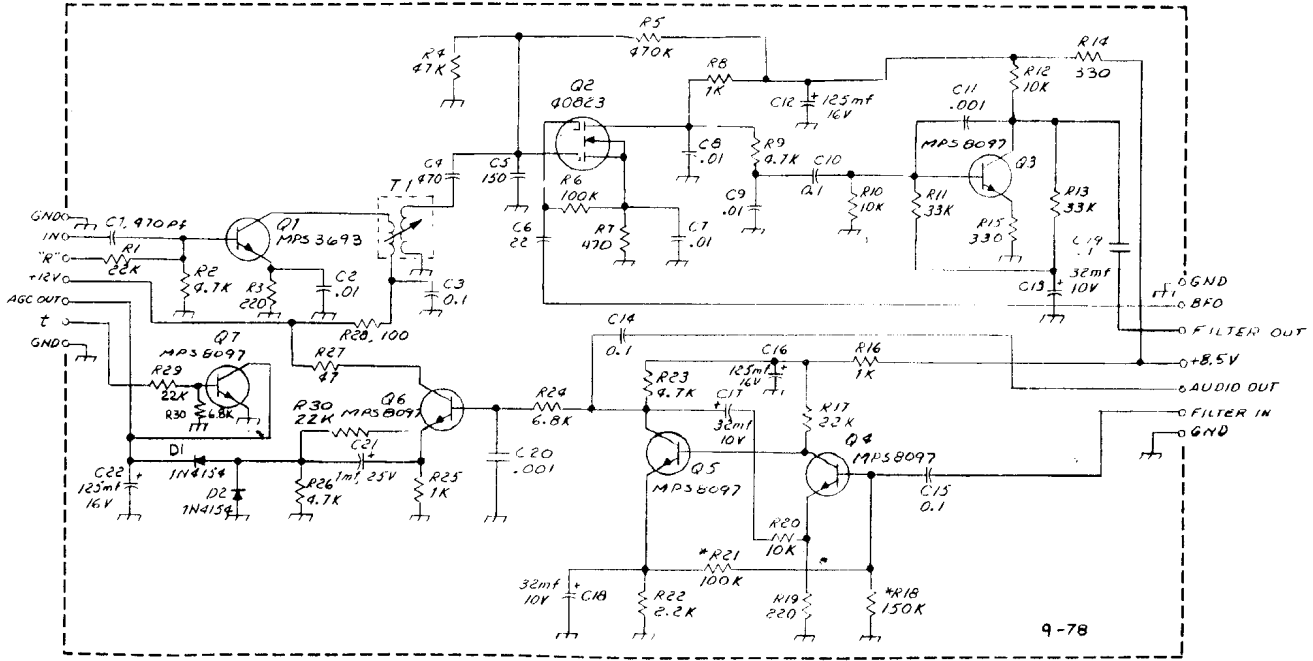 R5
470K
R4
47K
R14
330
R8
1K
R12
10K
Q2
40823
C12
+
125mf
16V
C11
.001
MPS8097
Q3
C8
.01
R9
4.7K
C10
0.1
C4
470
C5
150
T1
R6
100K
C9
.01
R10
10K
R11
33K
R13
33K
R15
330
C19
.1
GND
IN
"R"
+12V
AGC OUT
t
GND
C1, 470 pf
Q1
MPS3693
R1
22K
R2
4.7K
R3
220
C2
.01
C3
0.1
C6
22
R7
470
C7
.01
C13
+
32mf
10V
GND
BFO
FILTER OUT
+8.5V
AUDIO OUT
FILTER IN
GND
R28, 100
C14
0.1
Q7
MPS8097
R27
47
C16
125mf
16V
+
R16
1K
R29
22K
R30
6.8K
R30
22K
Q6
MPS8097
R24
6.8K
R23
4.7K
C17
+
32mf
10V
R17
22K
Q4
MPS8097
D1
1N4154
C21
+
1mf, 25V
C20
.001
Q5
MPS8097
C15
0.1
C22
+
125mf
16V
D2
1N4154
R26
4.7K
R25
1K
R20
10K
*R21
100K
32mf
10V
+
C18
R22
2.2K
R19
220
*R18
150K
9-78